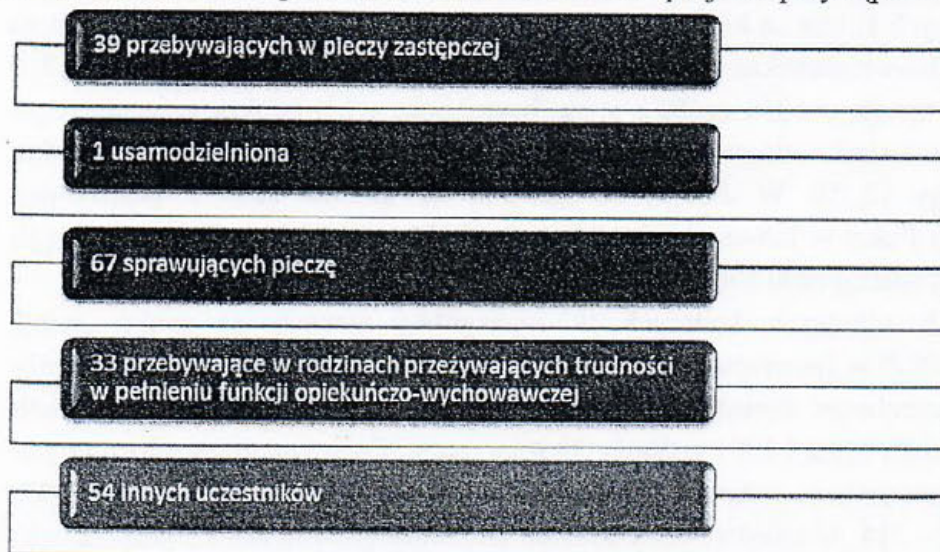 39 przebywających w pieczy zastępczej
1 usamodzielniona
67 sprawujących pieczę
33 przebywające w rodzinach przeżywających trudności
w pełnieniu funkcji opiekuńczo-wychowawczej
54 innych uczestników